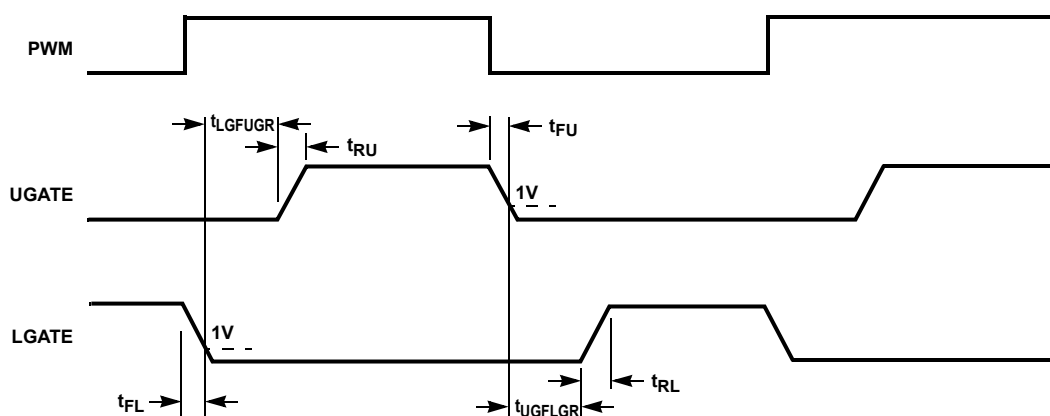 PWM
tLGFUGR
tFU
tRU
UGATE
1V
LGATE
1V
tFL
tRL
tUGFLGR